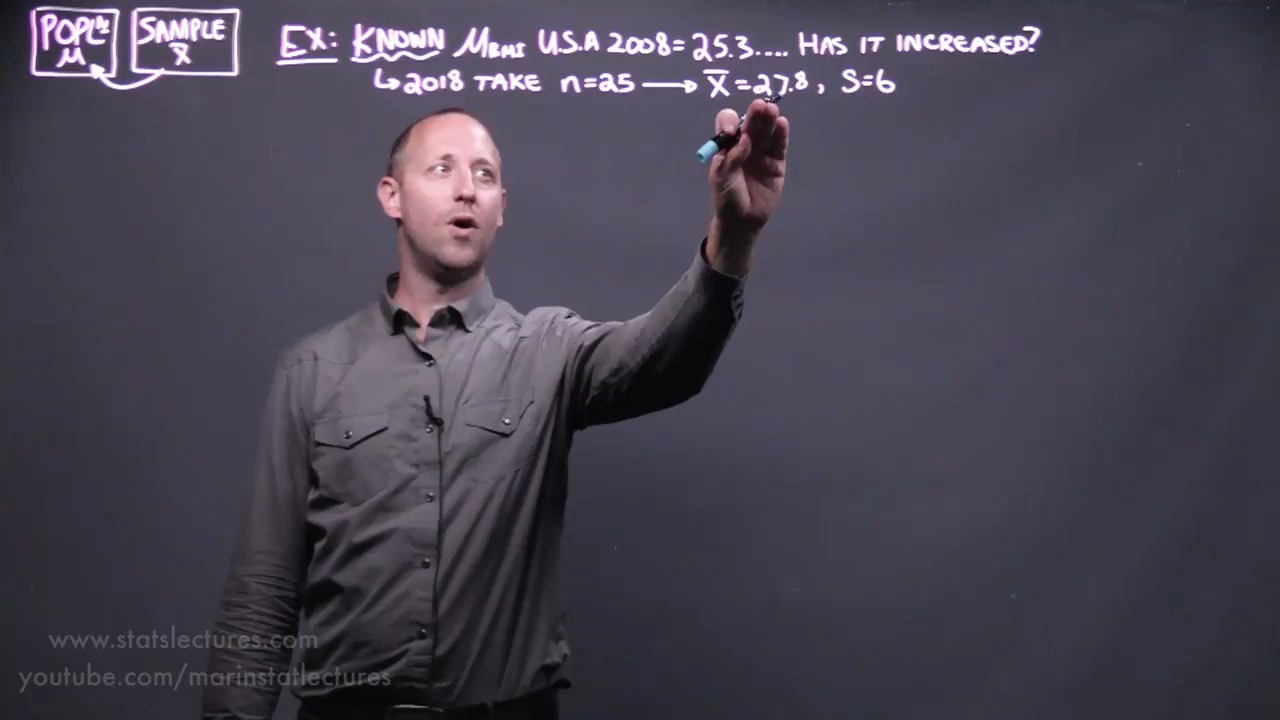 POPLⁿ
μ
SAMPLE
x̄
EX: KNOWN μBMI U.S.A 2008=25.3.... HAS IT INCREASED?
↳2018 TAKE n=25 ⟶ X̄=27.8, S=6
www.statslectures.com
youtube.com/marinstatlectures